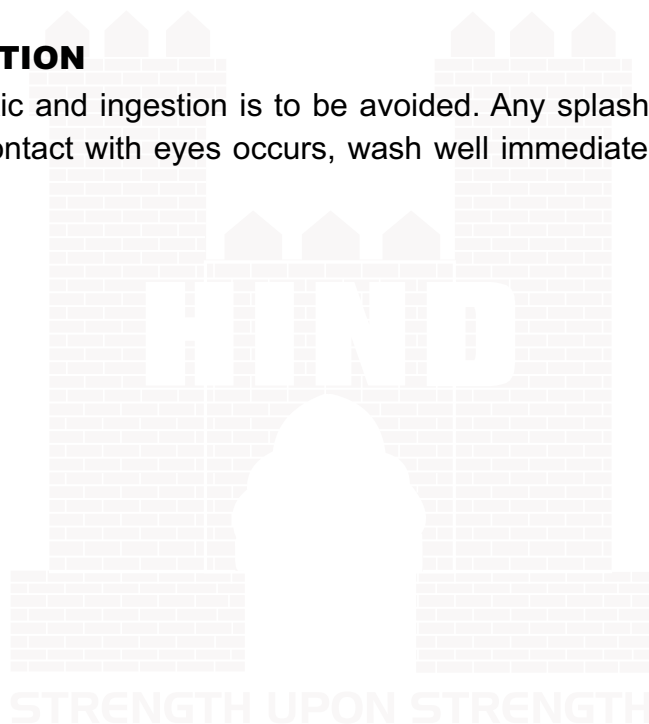 TION
ic and ingestion is to be avoided. Any splash
ontact with eyes occurs, wash well immediate
HIND
STRENGTH UPON STRENGTH